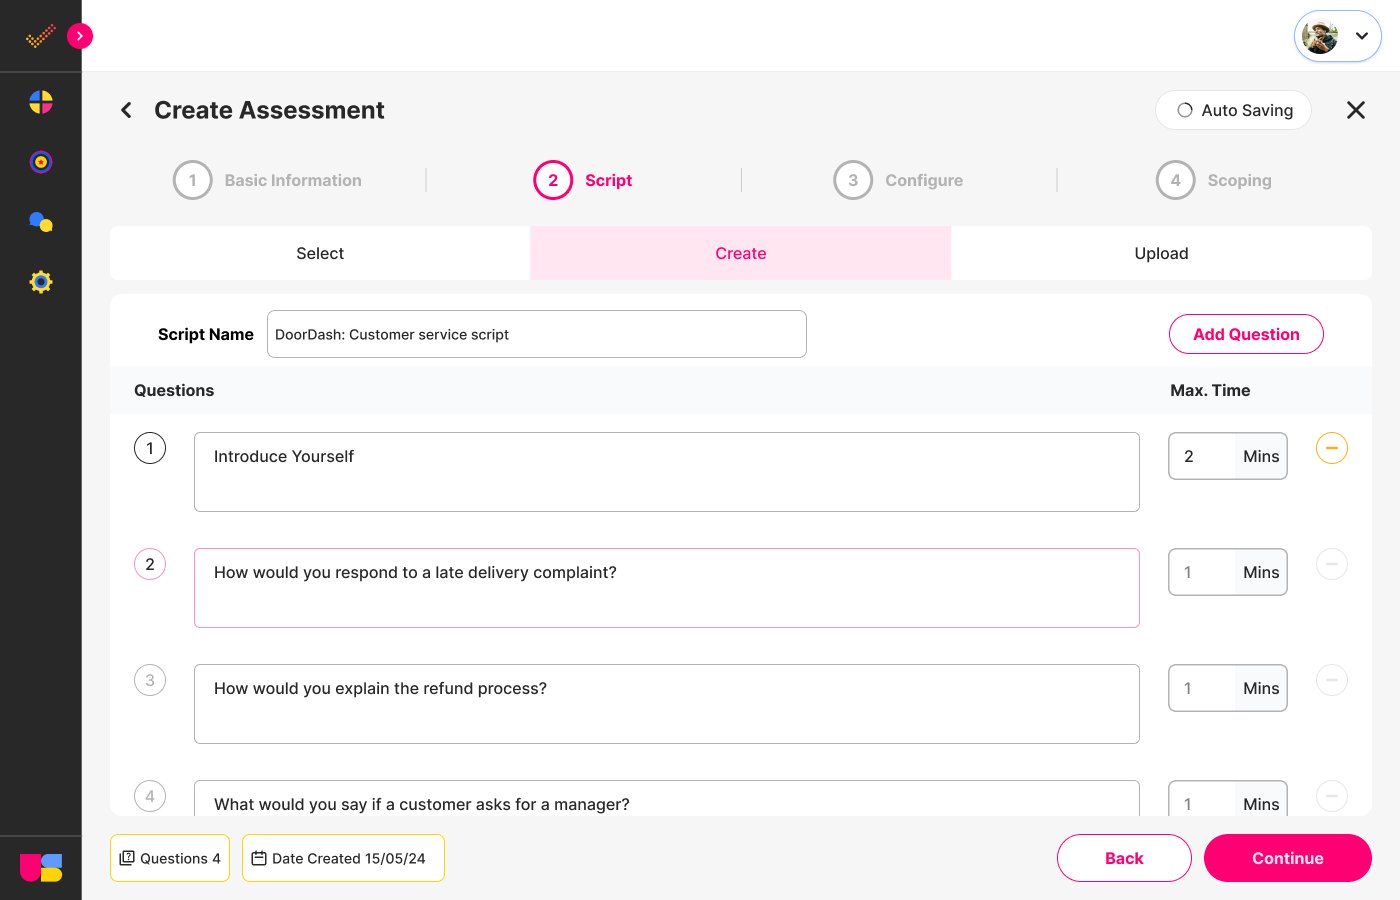 Create Assessment
Auto Saving
1 Basic Information
2 Script
3 Configure
4 Scoping
Select
Create
Upload
Script Name
DoorDash: Customer service script
Add Question
Questions
Max. Time
1
Introduce Yourself
2 Mins
2
How would you respond to a late delivery complaint?
1 Mins
3
How would you explain the refund process?
1 Mins
4
What would you say if a customer asks for a manager?
1 Mins
Questions 4
Date Created 15/05/24
Back
Continue